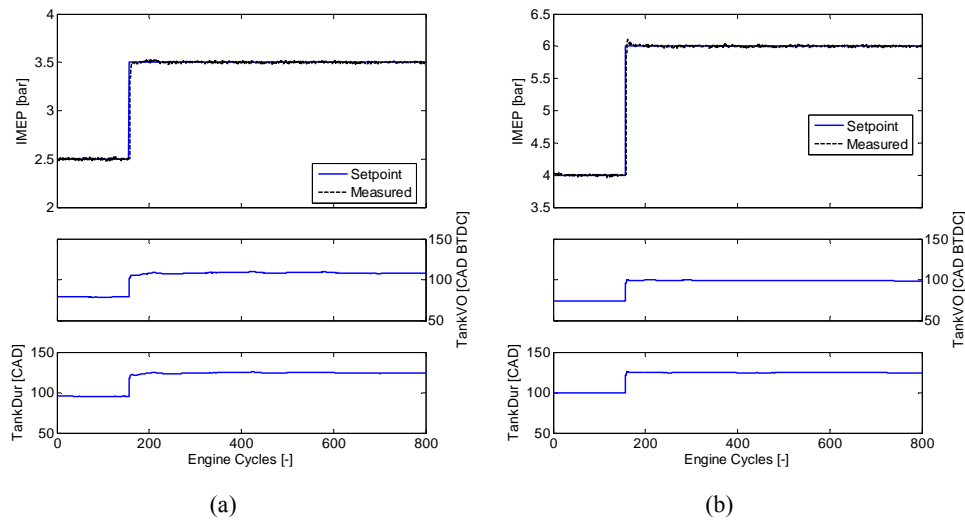 4
3.5
3
2.5
2
IMEP [bar]
Setpoint
Measured
150
100
50
TankVO [CAD BTDC]
150
100
50
TankDur [CAD]
0 200 400 600 800
Engine Cycles [-]
(a)
6.5
6
5.5
5
4.5
4
3.5
IMEP [bar]
Setpoint
Measured
150
100
50
TankVO [CAD BTDC]
150
100
50
TankDur [CAD]
0 200 400 600 800
Engine Cycles [-]
(b)